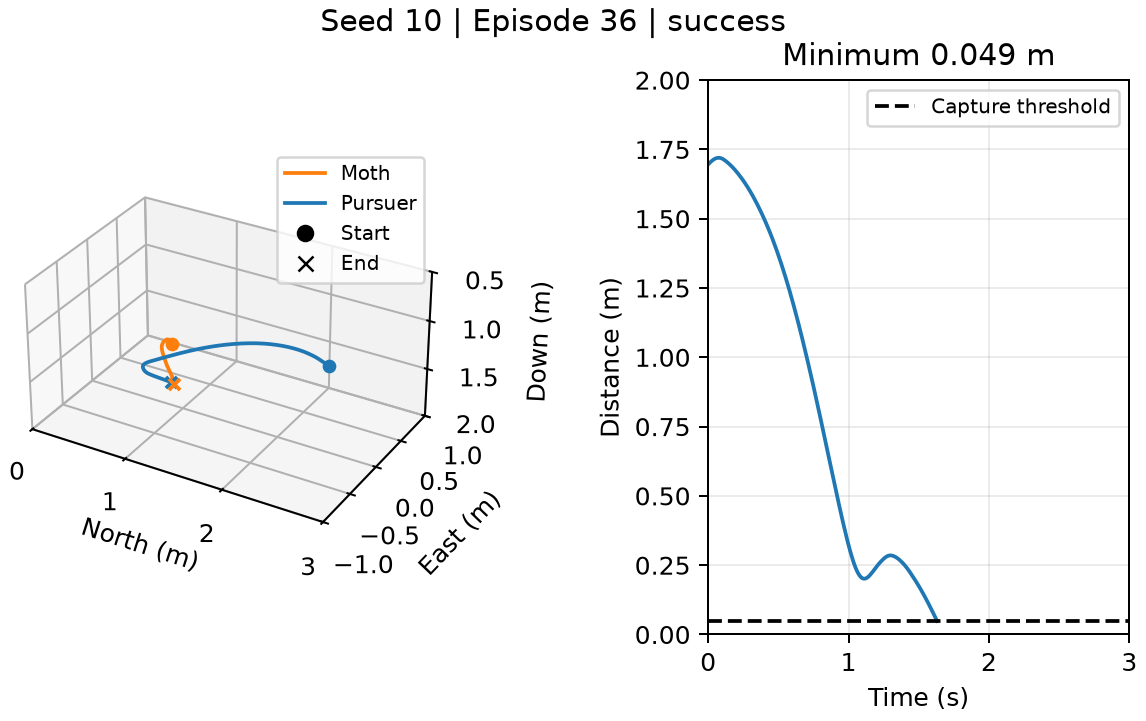 Seed 10 | Episode 36 | success
Moth
Pursuer
Start
End
0.5
1.0
1.5
2.0
Down (m)
1.0
0.5
0.0
−0.5
−1.0
East (m)
0
1
2
3
North (m)
Minimum 0.049 m
Capture threshold
2.00
1.75
1.50
1.25
1.00
0.75
0.50
0.25
0.00
Distance (m)
0
1
2
3
Time (s)